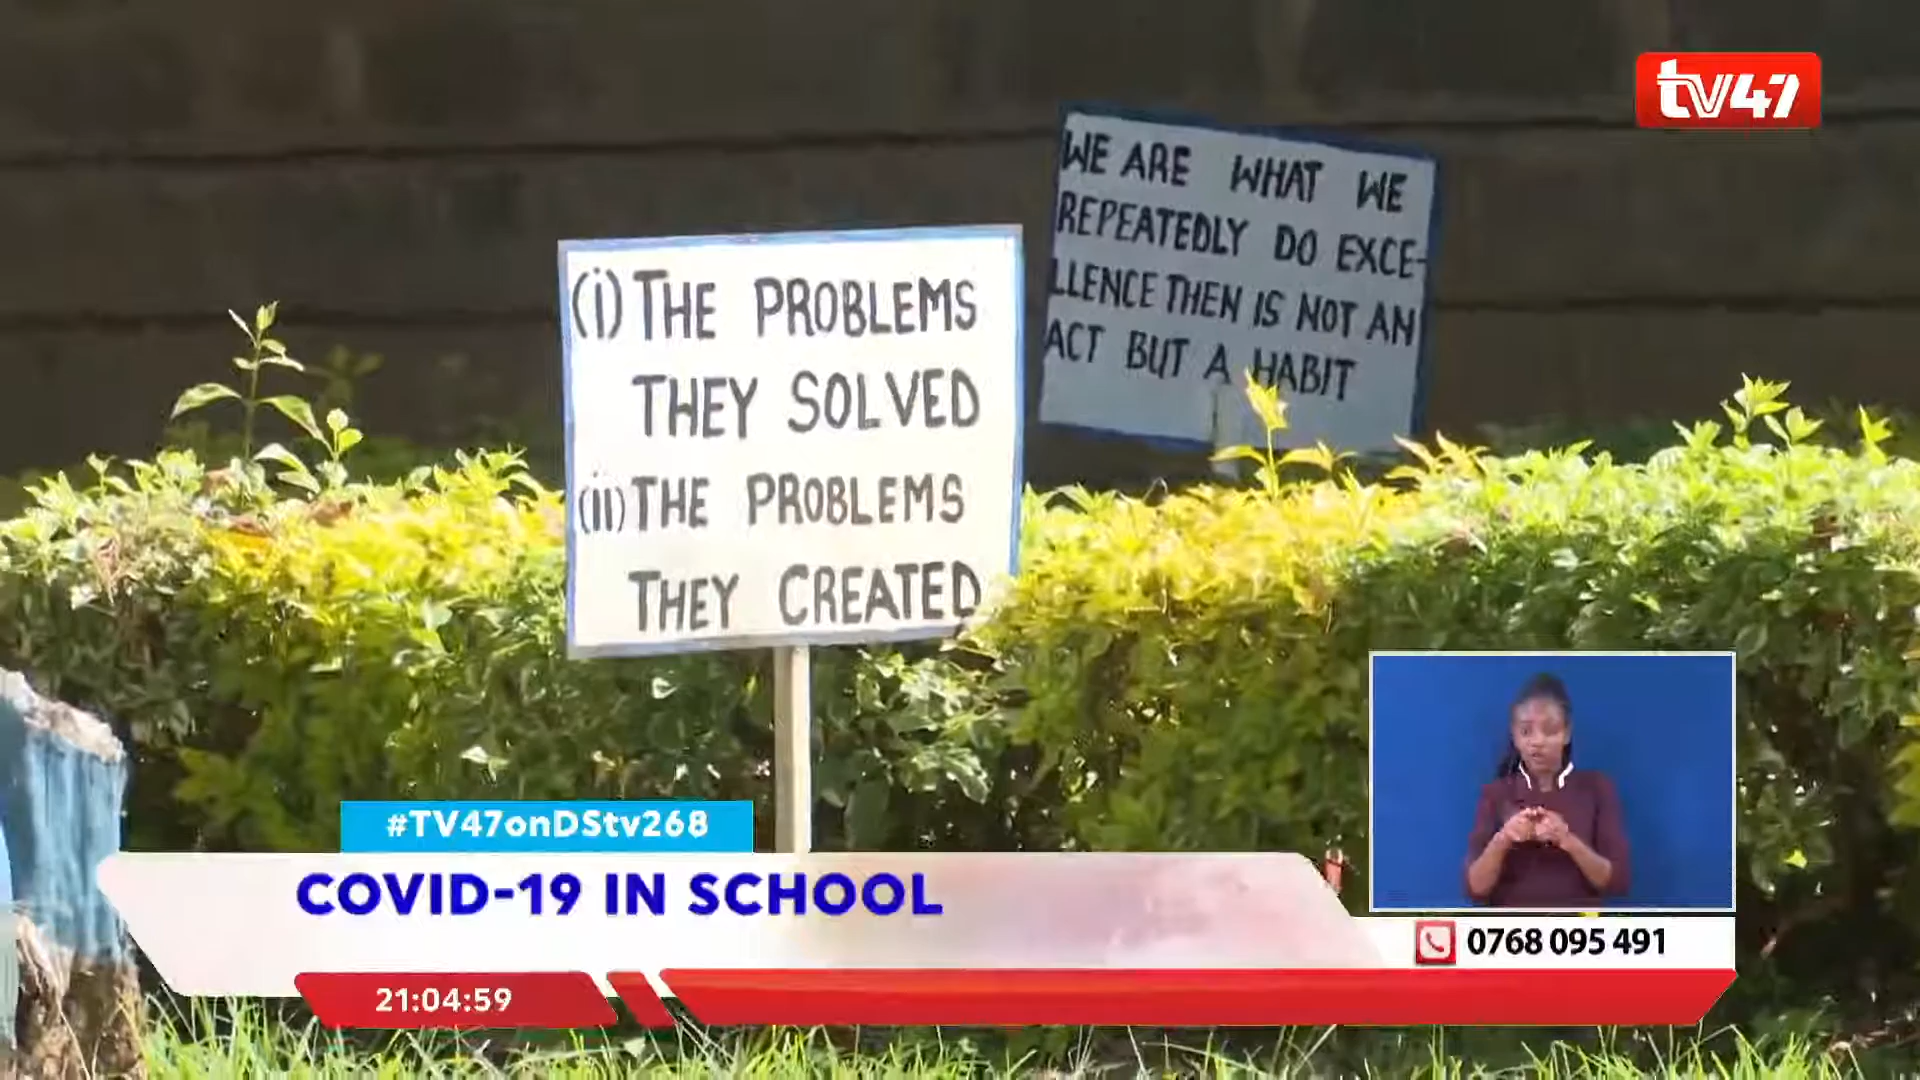 tv47
WE ARE WHAT WE
REPEATEDLY DO EXCE-
LLENCE THEN IS NOT AN
ACT BUT A HABIT
(i) THE PROBLEMS
THEY SOLVED
(ii) THE PROBLEMS
THEY CREATED
#TV47onDStv268
COVID-19 IN SCHOOL
0768 095 491
21:04:59